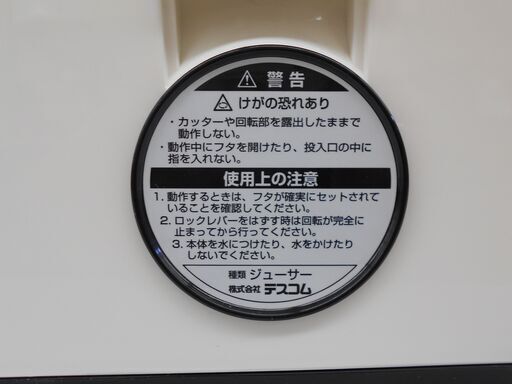 警告
けがの恐れあり
・カッターや回転部を露出したままで
動作しない。
・動作中にフタを開けたり、投入口の中に
指を入れない。
使用上の注意
1. 動作するときは、フタが確実にセットされて
いることを確認してください。
2. ロックレバーをはずす時は回転が完全に
止まってから行ってください。
3. 本体を水につけたり、水をかけたり
しないでください。
種類 ジューサー
株式会社 テスコム